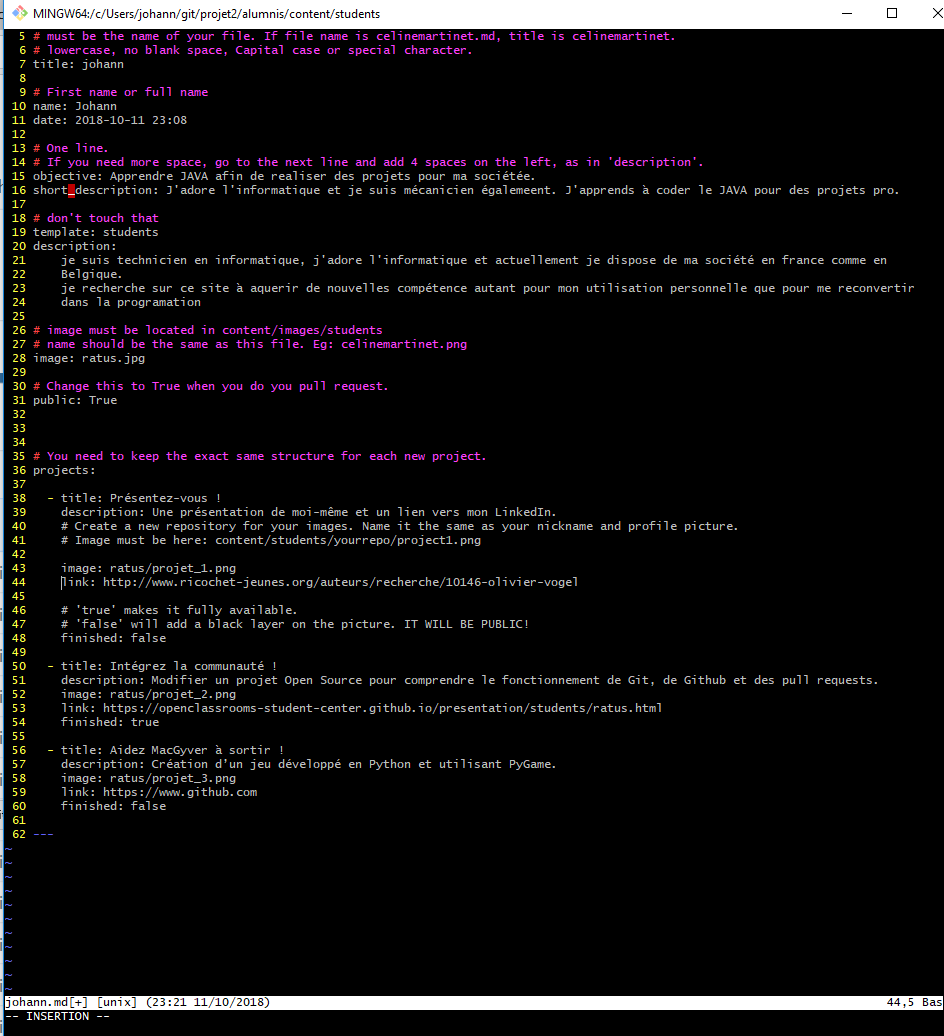 MINGW64:/c/Users/johann/git/projet2/alumnis/content/students
5 # must be the name of your file. If file name is celinemartinet.md, title is celinemartinet.
6 # lowercase, no blank space, Capital case or special character.
7 title: johann
8
9 # First name or full name
10 name: Johann
11 date: 2018-10-11 23:08
12
13 # One line.
14 # If you need more space, go to the next line and add 4 spaces on the left, as in 'description'.
15 objective: Apprendre JAVA afin de realiser des projets pour ma sociétée.
16 short_description: J'adore l'informatique et je suis mécanicien égalemeent. J'apprends à coder le JAVA pour des projets pro.
17
18 # don't touch that
19 template: students
20 description:
21     je suis technicien en informatique, j'adore l'informatique et actuellement je dispose de ma société en france comme en
22     Belgique.
23     je recherche sur ce site à aquerir de nouvelles compétence autant pour mon utilisation personnelle que pour me reconvertir
24     dans la programation
25
26 # image must be located in content/images/students
27 # name should be the same as this file. Eg: celinemartinet.png
28 image: ratus.jpg
29
30 # Change this to True when you do you pull request.
31 public: True
32
33
34
35 # You need to keep the exact same structure for each new project.
36 projects:
37
38   - title: Présentez-vous !
39     description: Une présentation de moi-même et un lien vers mon LinkedIn.
40     # Create a new repository for your images. Name it the same as your nickname and profile picture.
41     # Image must be here: content/students/yourrepo/project1.png
42
43     image: ratus/projet_1.png
44     link: http://www.ricochet-jeunes.org/auteurs/recherche/10146-olivier-vogel
45
46     # 'true' makes it fully available.
47     # 'false' will add a black layer on the picture. IT WILL BE PUBLIC!
48     finished: false
49
50   - title: Intégrez la communauté !
51     description: Modifier un projet Open Source pour comprendre le fonctionnement de Git, de Github et des pull requests.
52     image: ratus/projet_2.png
53     link: https://openclassrooms-student-center.github.io/presentation/students/ratus.html
54     finished: true
55
56   - title: Aidez MacGyver à sortir !
57     description: Création d’un jeu développé en Python et utilisant PyGame.
58     image: ratus/projet_3.png
59     link: https://www.github.com
60     finished: false
61
62 ---
~
~
~
~
~
~
~
~
~
~
~
johann.md[+] [unix] (23:21 11/10/2018) 44,5 Bas
-- INSERTION --